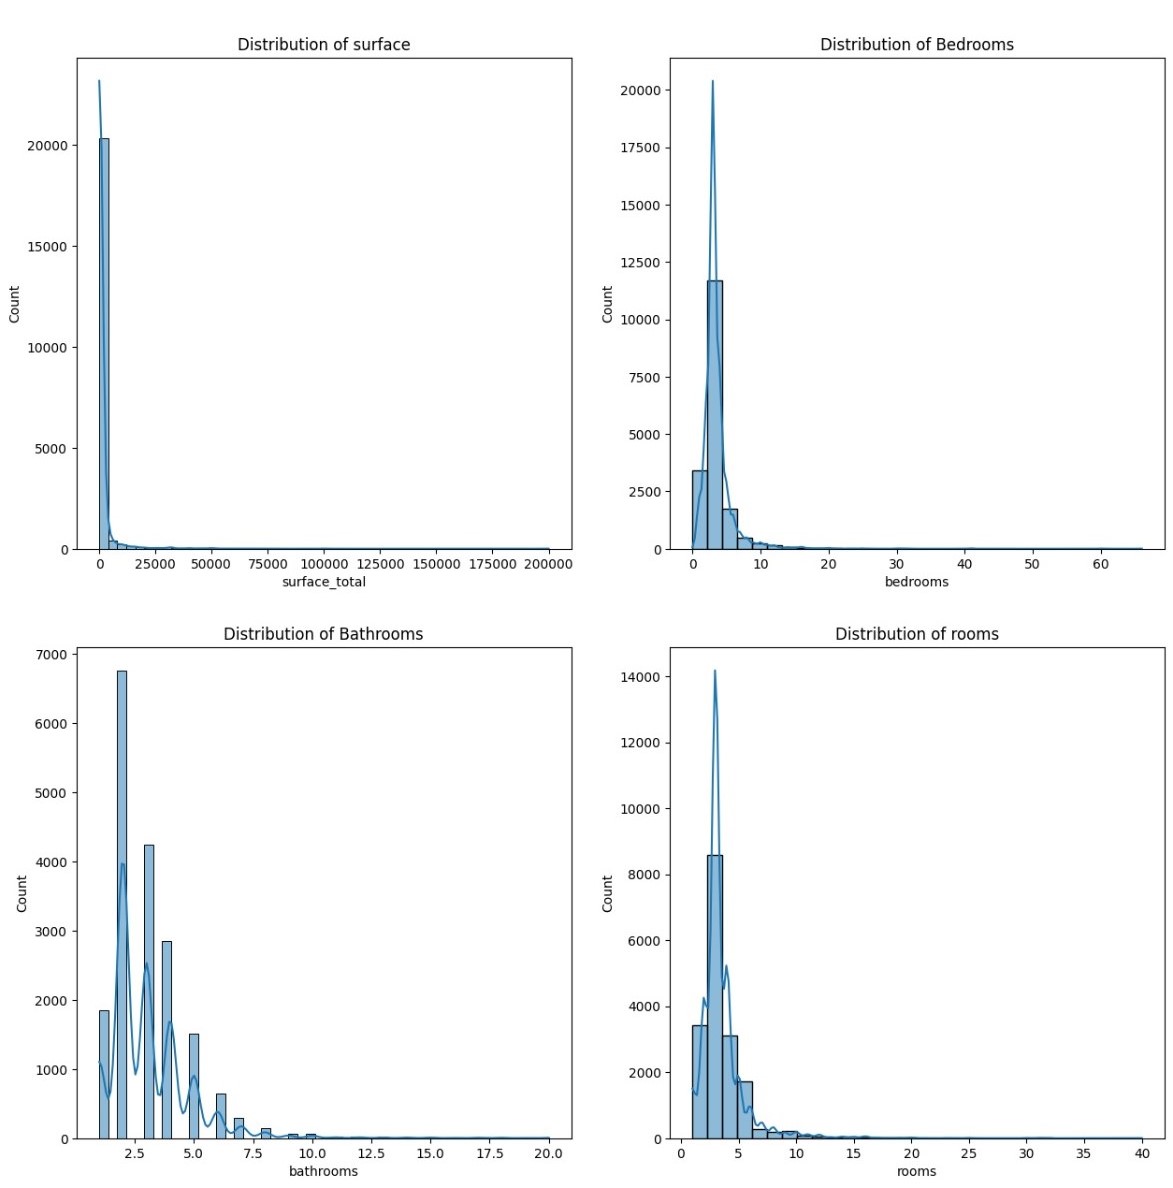 Distribution of surface
Count
20000
15000
10000
5000
0
0 25000 50000 75000 100000 125000 150000 175000 200000
surface_total
Distribution of Bedrooms
Count
20000
17500
15000
12500
10000
7500
5000
2500
0
0 10 20 30 40 50 60
bedrooms
Distribution of Bathrooms
Count
7000
6000
5000
4000
3000
2000
1000
0
2.5 5.0 7.5 10.0 12.5 15.0 17.5 20.0
bathrooms
Distribution of rooms
Count
14000
12000
10000
8000
6000
4000
2000
0
0 5 10 15 20 25 30 35 40
rooms